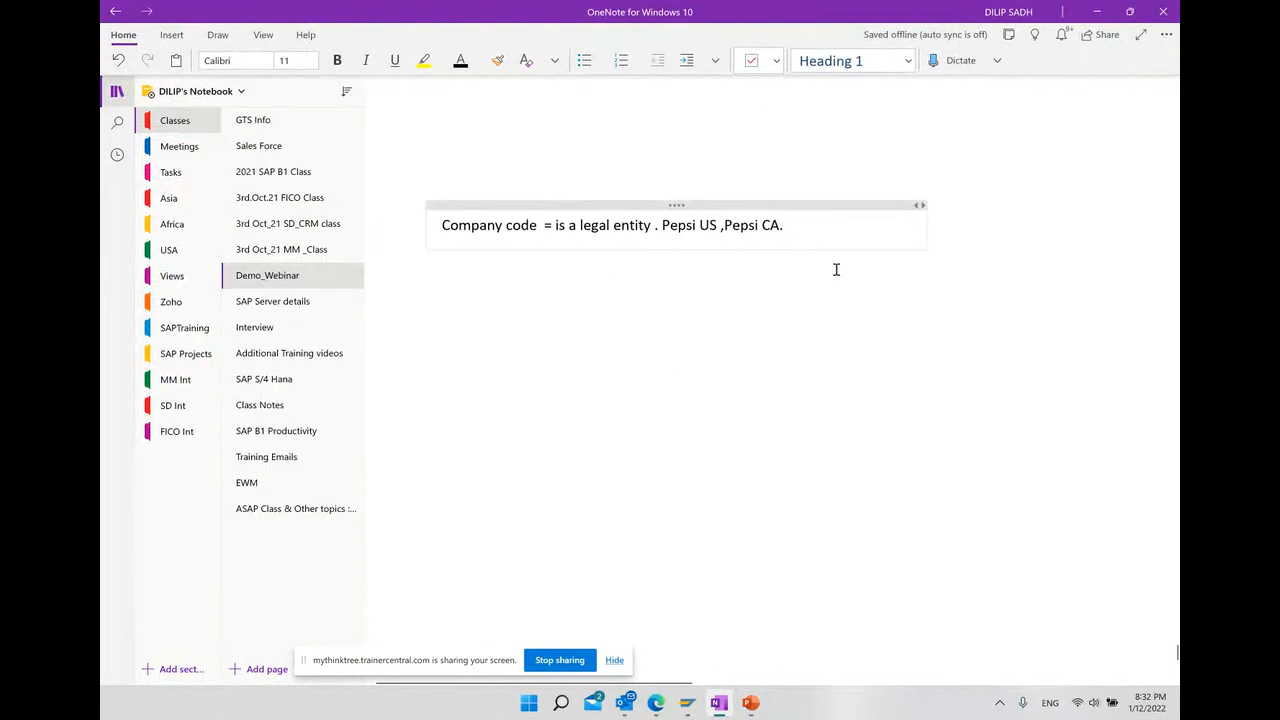 OneNote for Windows 10
DILIP SADH
Home Insert Draw View Help
Saved offline (auto sync is off)
Share
Calibri 11 B I U A A Heading 1 Dictate
DILIP's Notebook
Classes
Meetings
Tasks
Asia
Africa
USA
Views
Zoho
SAPTraining
SAP Projects
MM Int
SD Int
FICO Int
Add sect...
GTS Info
Sales Force
2021 SAP B1 Class
3rd.Oct.21 FICO Class
3rd Oct_21 SD_CRM class
3rd Oct_21 MM _Class
Demo_Webinar
SAP Server details
Interview
Additional Training videos
SAP S/4 Hana
Class Notes
SAP B1 Productivity
Training Emails
EWM
ASAP Class & Other topics :...
Add page
Company code = is a legal entity . Pepsi US ,Pepsi CA.
mythinktree.trainercentral.com is sharing your screen. Stop sharing Hide
2
ENG
8:32 PM
1/12/2022